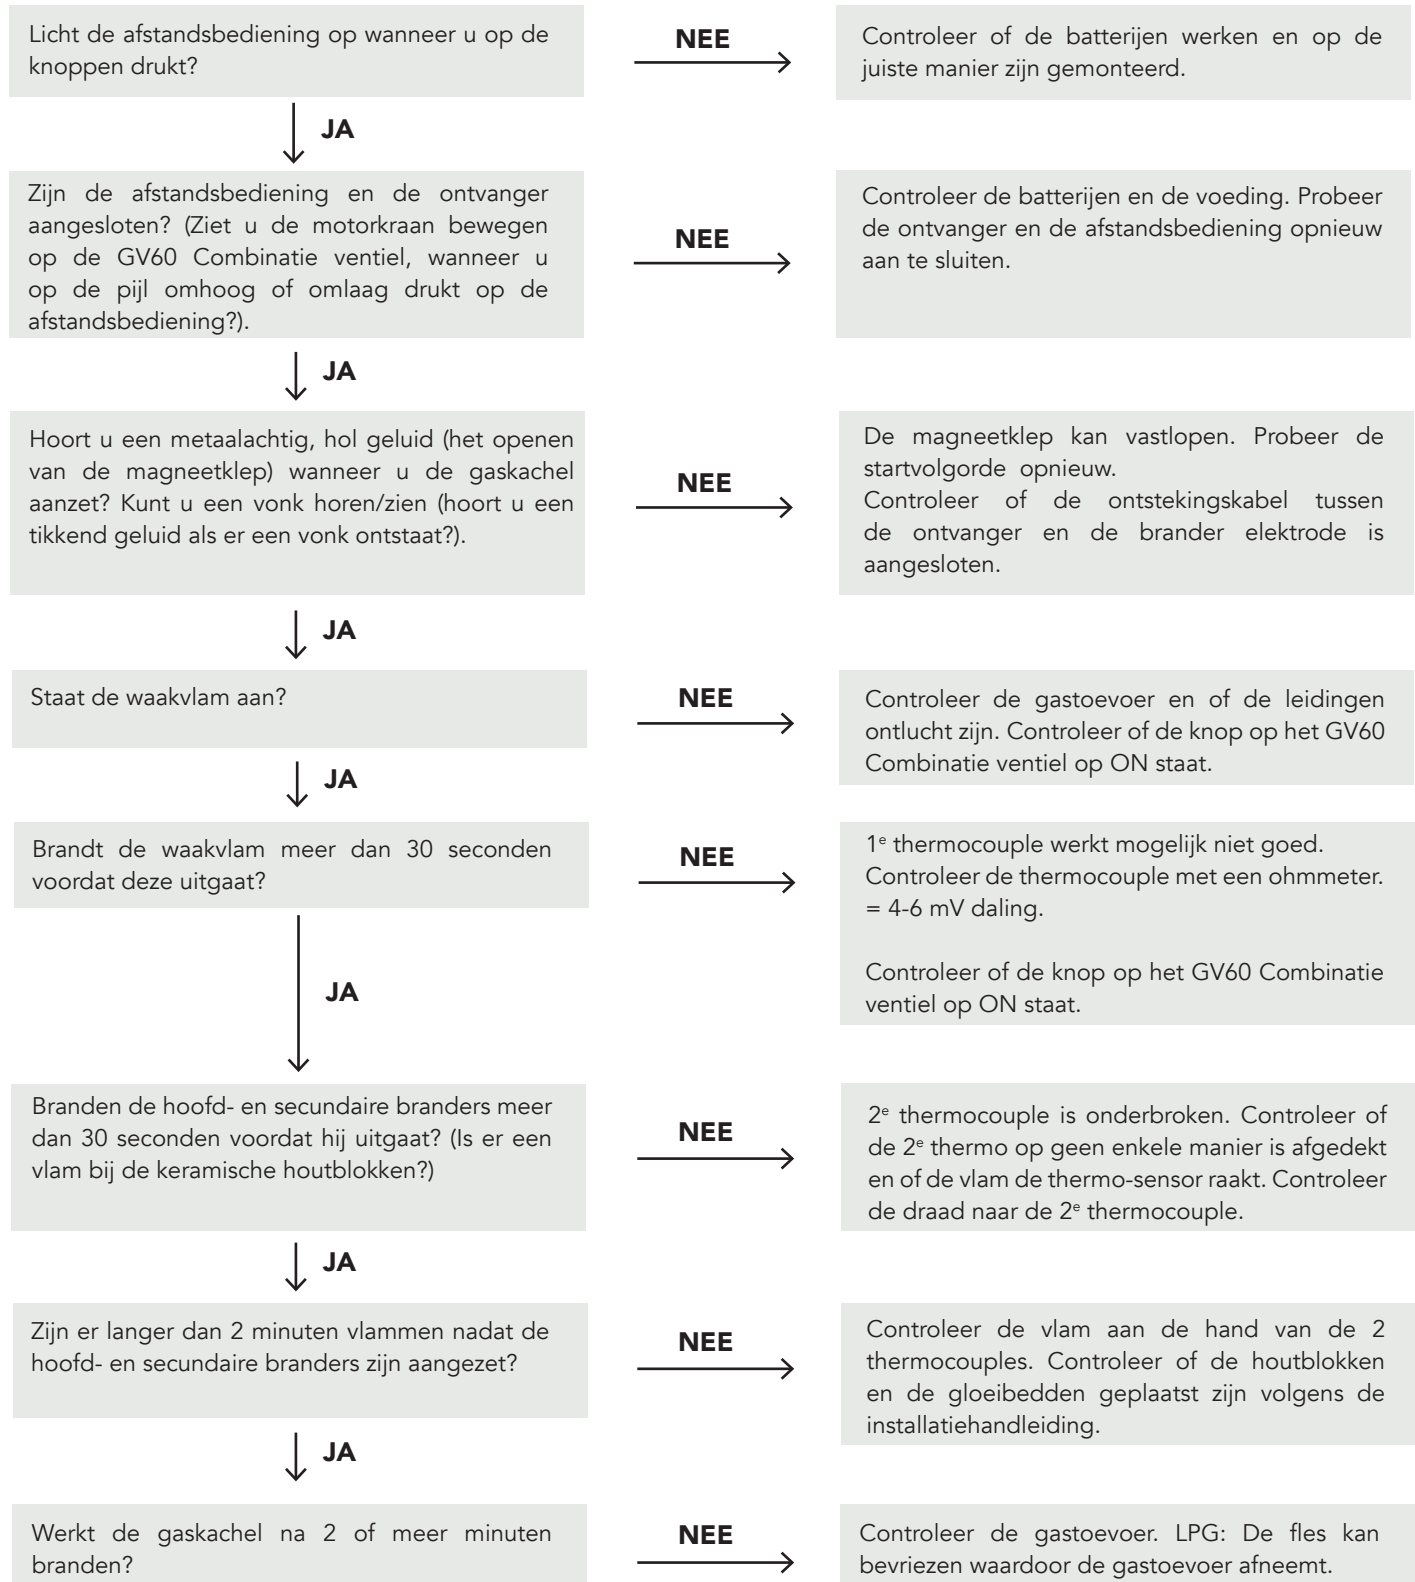 Licht de afstandsbediening op wanneer u op de
knoppen drukt?
NEE
Controleer of de batterijen werken en op de
juiste manier zijn gemonteerd.
JA
Zijn de afstandsbediening en de ontvanger
aangesloten? (Ziet u de motorkraan bewegen
op de GV60 Combinatie ventiel, wanneer u
op de pijl omhoog of omlaag drukt op de
afstandsbediening?).
NEE
Controleer de batterijen en de voeding. Probeer
de ontvanger en de afstandsbediening opnieuw
aan te sluiten.
JA
Hoort u een metaalachtig, hol geluid (het openen
van de magneetklep) wanneer u de gaskachel
aanzet? Kunt u een vonk horen/zien (hoort u een
tikkend geluid als er een vonk ontstaat?).
NEE
De magneetklep kan vastlopen. Probeer de
startvolgorde opnieuw.
Controleer of de ontstekingskabel tussen
de ontvanger en de brander elektrode is
aangesloten.
JA
Staat de waakvlam aan?
NEE
Controleer de gastoevoer en of de leidingen
ontlucht zijn. Controleer of de knop op het GV60
Combinatie ventiel op ON staat.
JA
Brandt de waakvlam meer dan 30 seconden
voordat deze uitgaat?
NEE
1e thermocouple werkt mogelijk niet goed.
Controleer de thermocouple met een ohmmeter.
= 4-6 mV daling.
Controleer of de knop op het GV60 Combinatie
ventiel op ON staat.
JA
Branden de hoofd- en secundaire branders meer
dan 30 seconden voordat hij uitgaat? (Is er een
vlam bij de keramische houtblokken?)
NEE
2e thermocouple is onderbroken. Controleer of
de 2e thermo op geen enkele manier is afgedekt
en of de vlam de thermo-sensor raakt. Controleer
de draad naar de 2e thermocouple.
JA
Zijn er langer dan 2 minuten vlammen nadat de
hoofd- en secundaire branders zijn aangezet?
NEE
Controleer de vlam aan de hand van de 2
thermocouples. Controleer of de houtblokken
en de gloeibedden geplaatst zijn volgens de
installatiehandleiding.
JA
Werkt de gaskachel na 2 of meer minuten
branden?
NEE
Controleer de gastoevoer. LPG: De fles kan
bevriezen waardoor de gastoevoer afneemt.